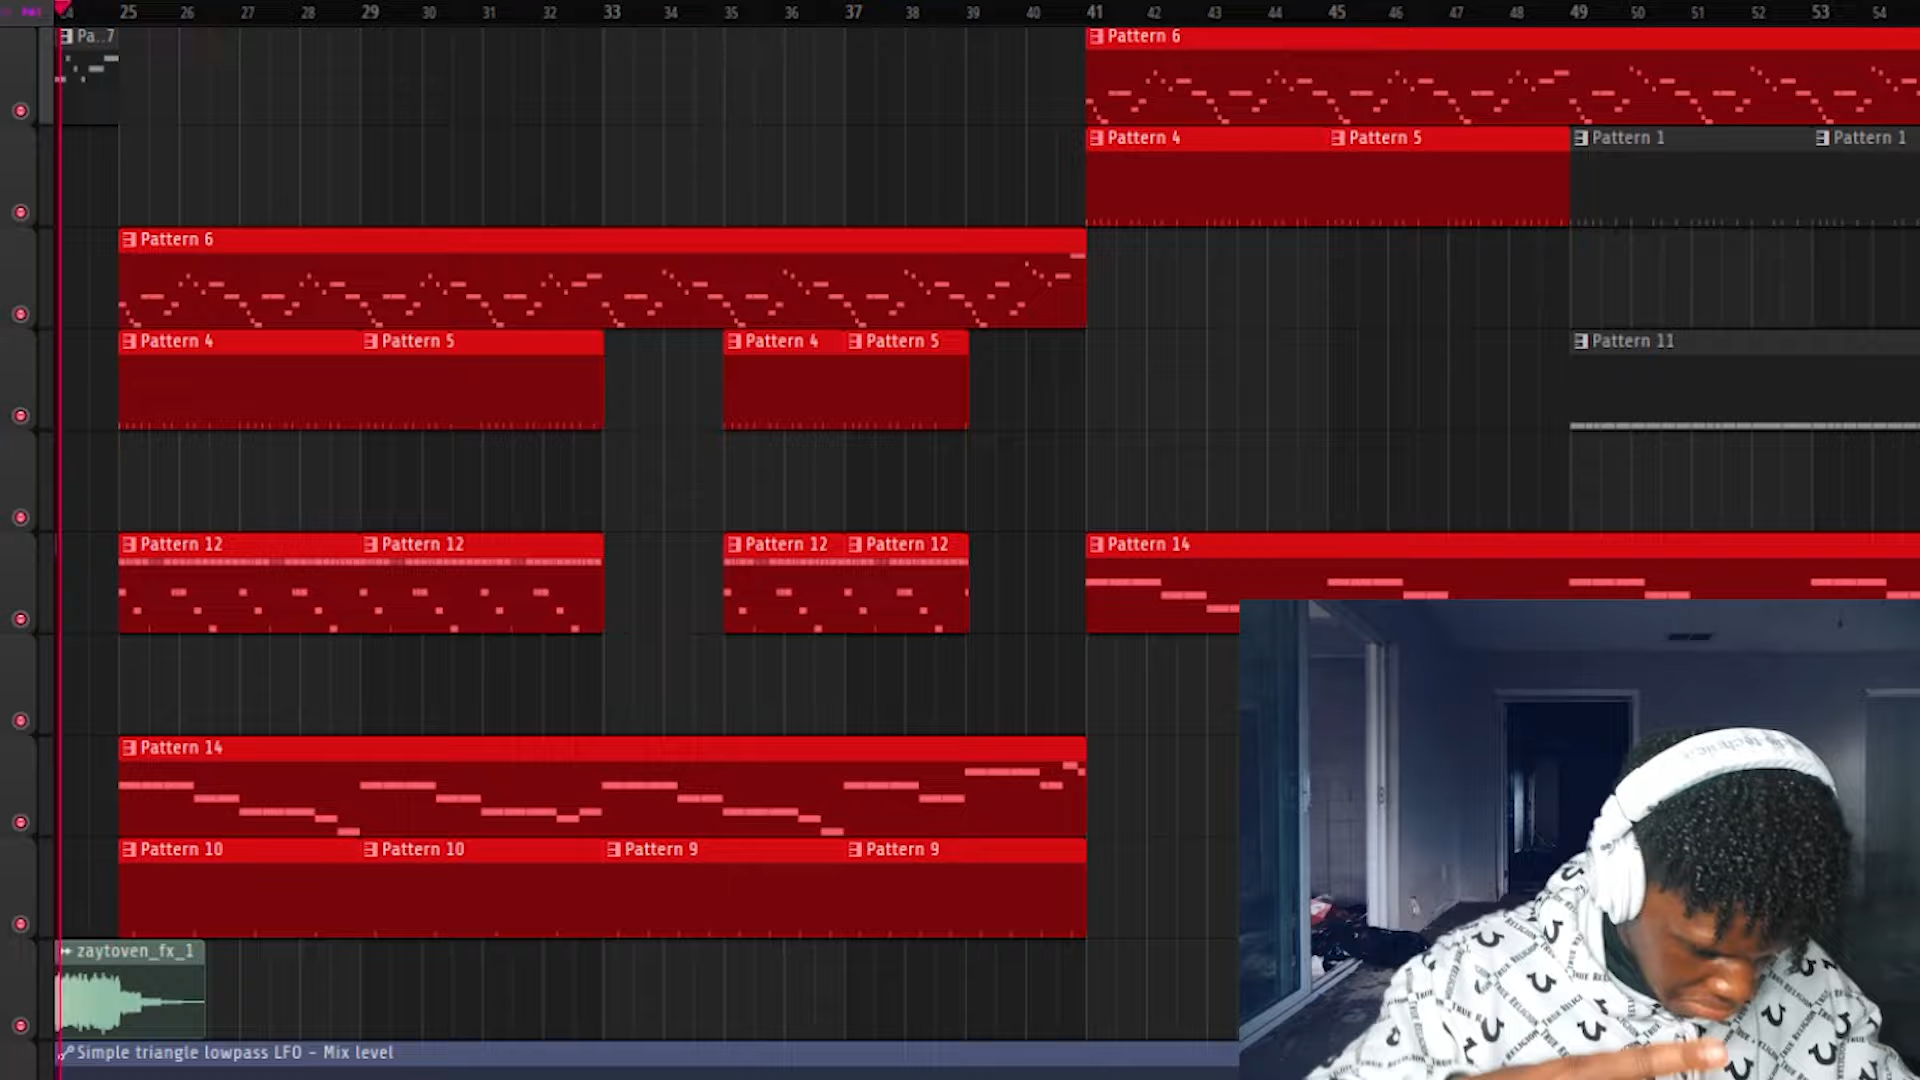 24 25 26 27 28 29 30 31 32 33 34 35 36 37 38 39 40 41 42 43 44 45 46 47 48 49 50 51 52 53 54
Pa..7
Pattern 6
Pattern 4 Pattern 5 Pattern 1 Pattern 1
Pattern 6
Pattern 4 Pattern 5 Pattern 4 Pattern 5 Pattern 11
Pattern 12 Pattern 12 Pattern 12 Pattern 12 Pattern 14
Pattern 14
Pattern 10 Pattern 10 Pattern 9 Pattern 9
zaytoven_fx_1
Simple triangle lowpass LFO - Mix level
TRUE RELIGION